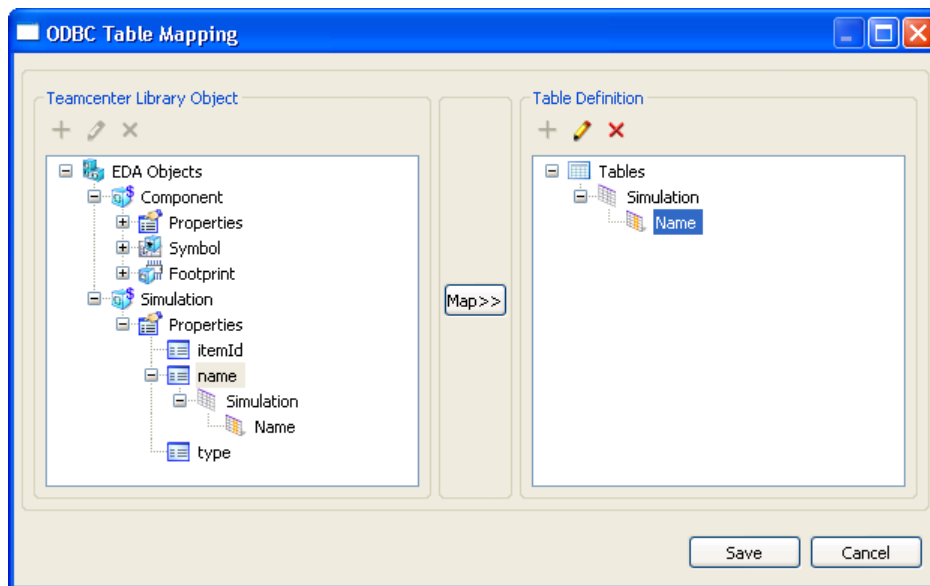 ODBC Table Mapping
Teamcenter Library Object
EDA Objects
Component
Properties
Symbol
Footprint
Simulation
Properties
itemId
name
Simulation
Name
type
Map>>
Table Definition
Tables
Simulation
Name
Save
Cancel